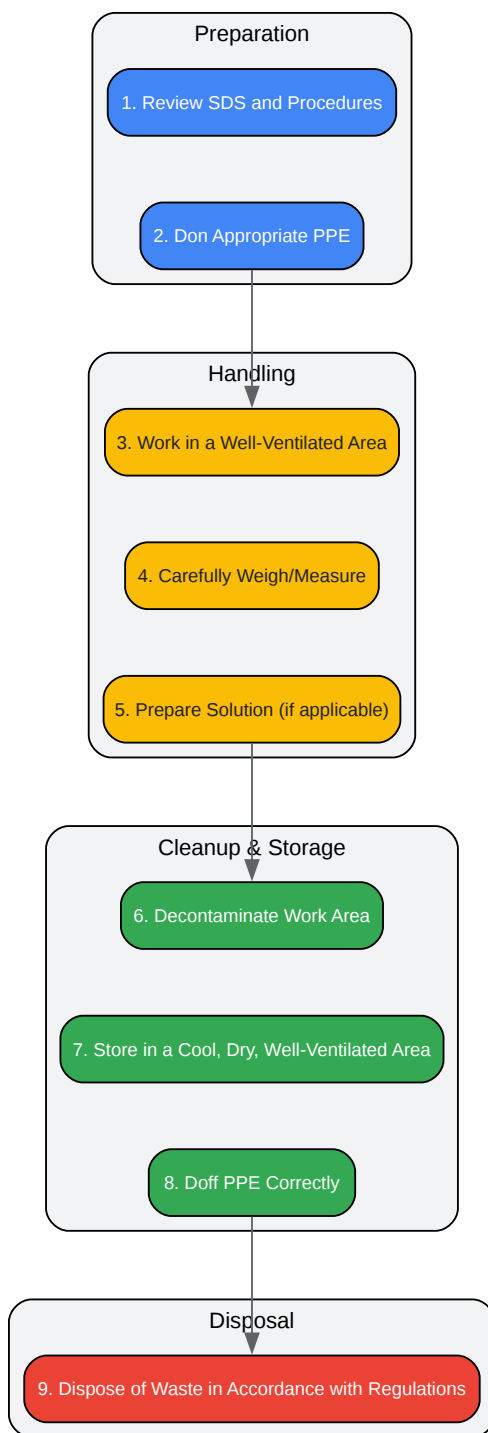 Preparation
1. Review SDS and Procedures
2. Don Appropriate PPE
Handling
3. Work in a Well-Ventilated Area
4. Carefully Weigh/Measure
5. Prepare Solution (if applicable)
Cleanup & Storage
6. Decontaminate Work Area
7. Store in a Cool, Dry, Well-Ventilated Area
8. Doff PPE Correctly
Disposal
9. Dispose of Waste in Accordance with Regulations